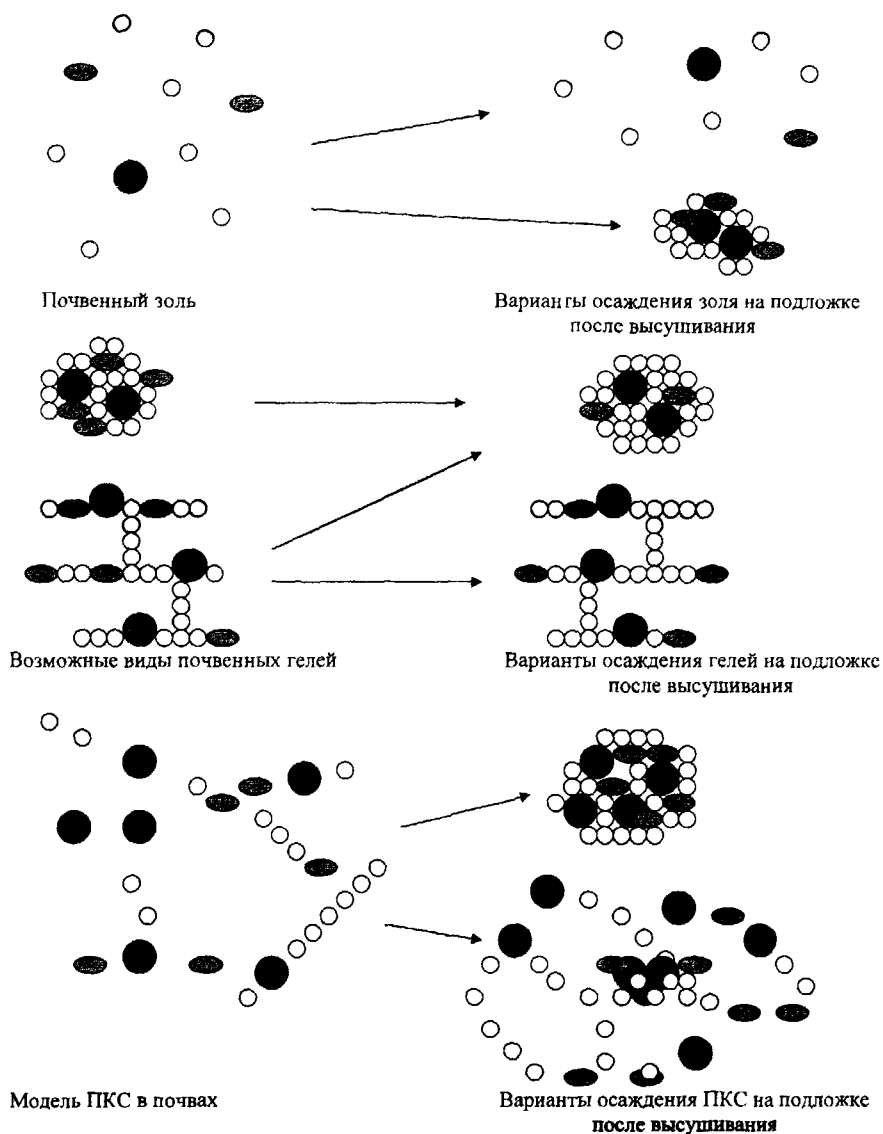 Почвенный золь
Варианты осаждения золя на подложке
после высушивания
Возможные виды почвенных гелей
Варианты осаждения гелей на подложке
после высушивания
Модель ПКС в почвах
Варианты осаждения ПКС на подложке
после высушивания